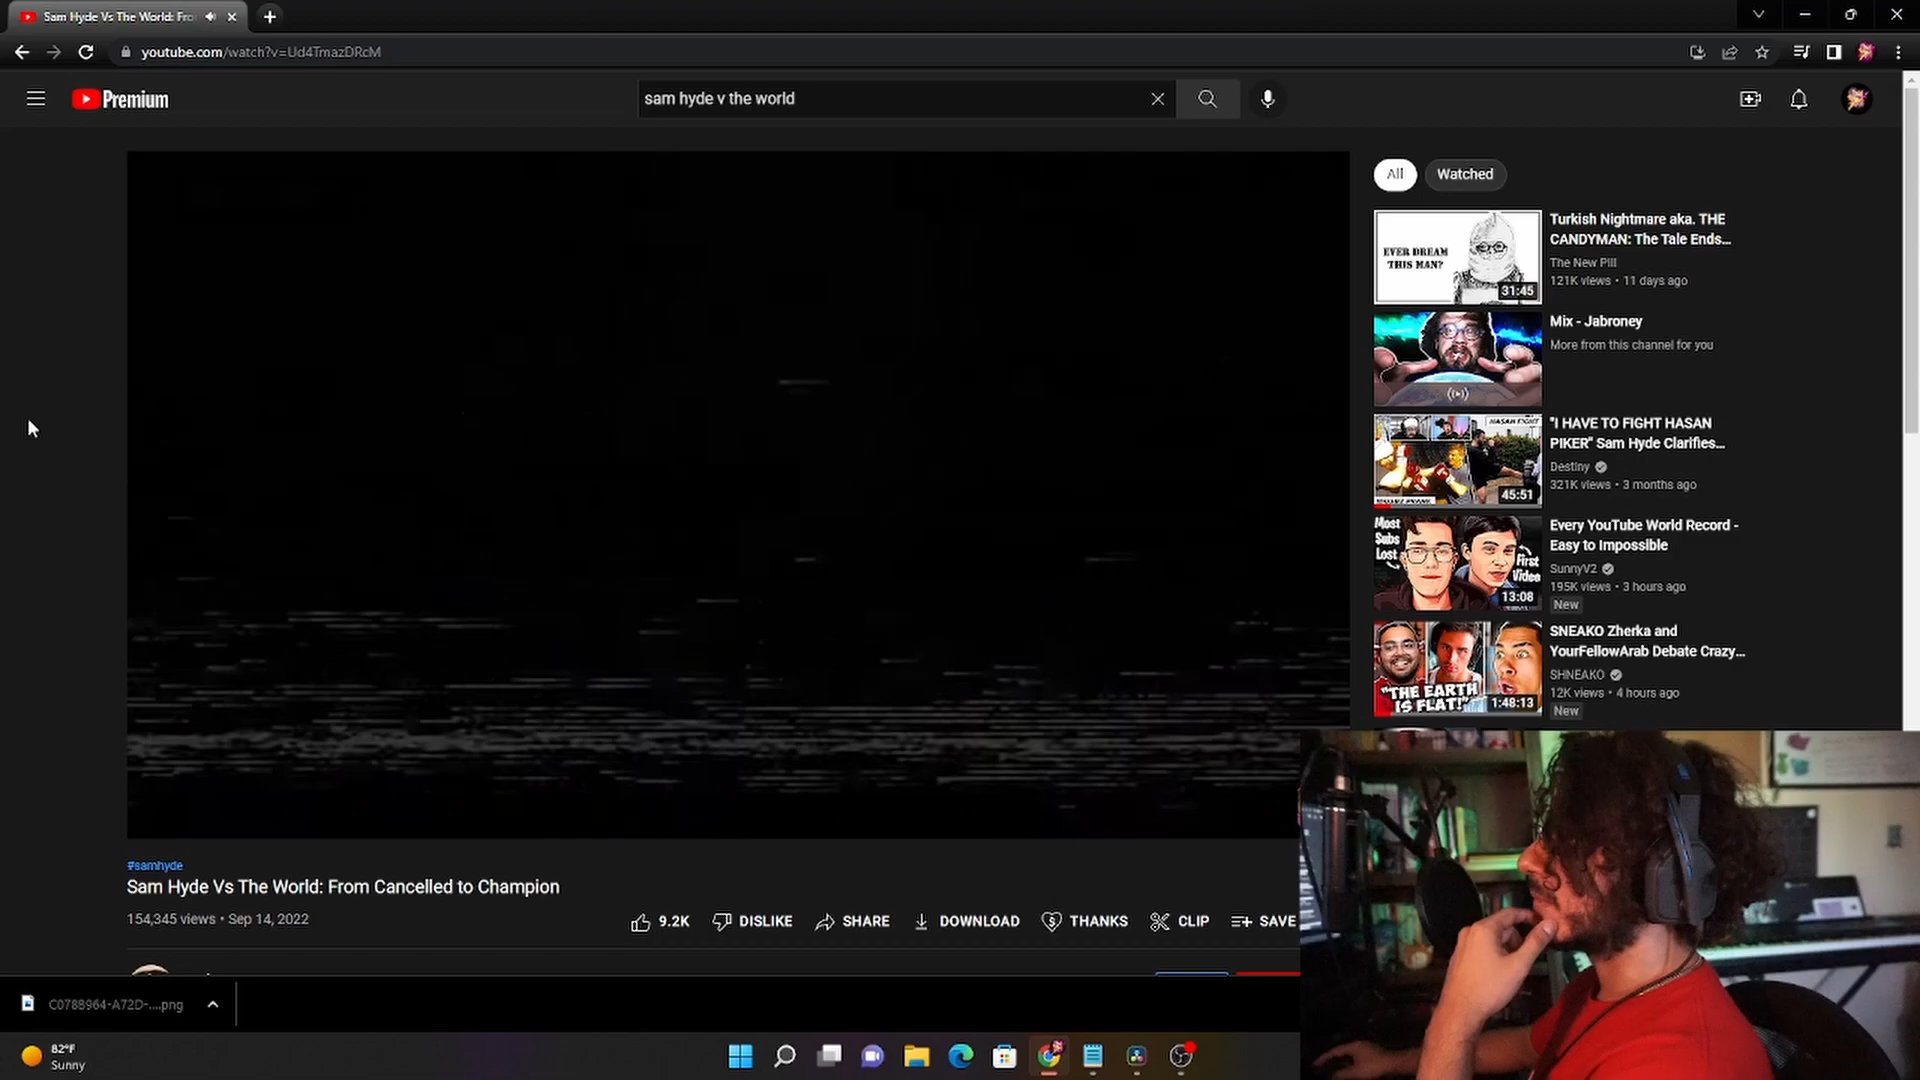 Sam Hyde Vs The World: Fro
youtube.com/watch?v=Ud4TmazDRcM
Premium
sam hyde v the world
All
Watched
EVER DREAM
THIS MAN?
31:45
Turkish Nightmare aka. THE
CANDYMAN: The Tale Ends...
The New Pill
121K views • 11 days ago
Mix - Jabroney
More from this channel for you
HASAN FIGHT
45:51
"I HAVE TO FIGHT HASAN
PIKER" Sam Hyde Clarifies...
Destiny
321K views • 3 months ago
Most
Subs
Lost
First
Video
13:08
Every YouTube World Record -
Easy to Impossible
SunnyV2
195K views • 3 hours ago
New
"THE EARTH
IS FLAT!"
1:48:13
SNEAKO Zherka and
YourFellowArab Debate Crazy...
SHNEAKO
12K views • 4 hours ago
New
#samhyde
Sam Hyde Vs The World: From Cancelled to Champion
154,345 views • Sep 14, 2022
9.2K
DISLIKE
SHARE
DOWNLOAD
THANKS
CLIP
SAVE
C0788964-A72D-....png
82°F
Sunny